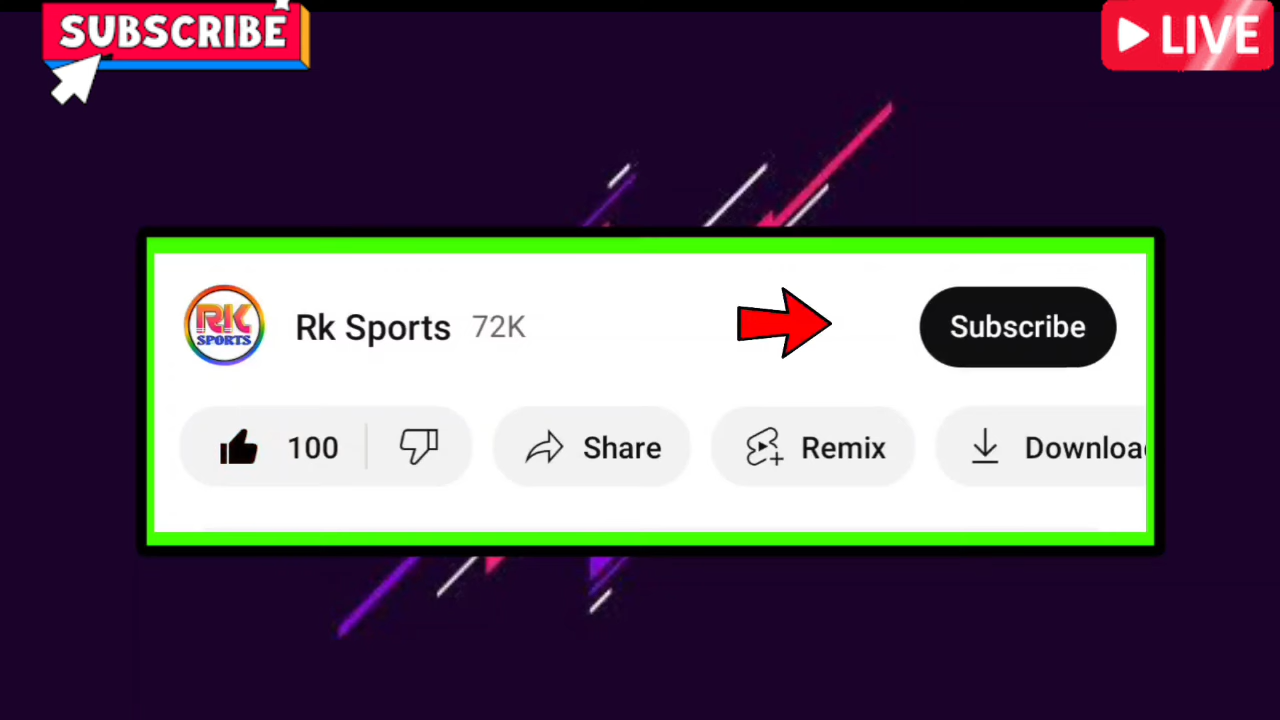 SUBSCRIBE
LIVE
RK
SPORTS
Rk Sports 72K
Subscribe
100
Share
Remix
Downloa